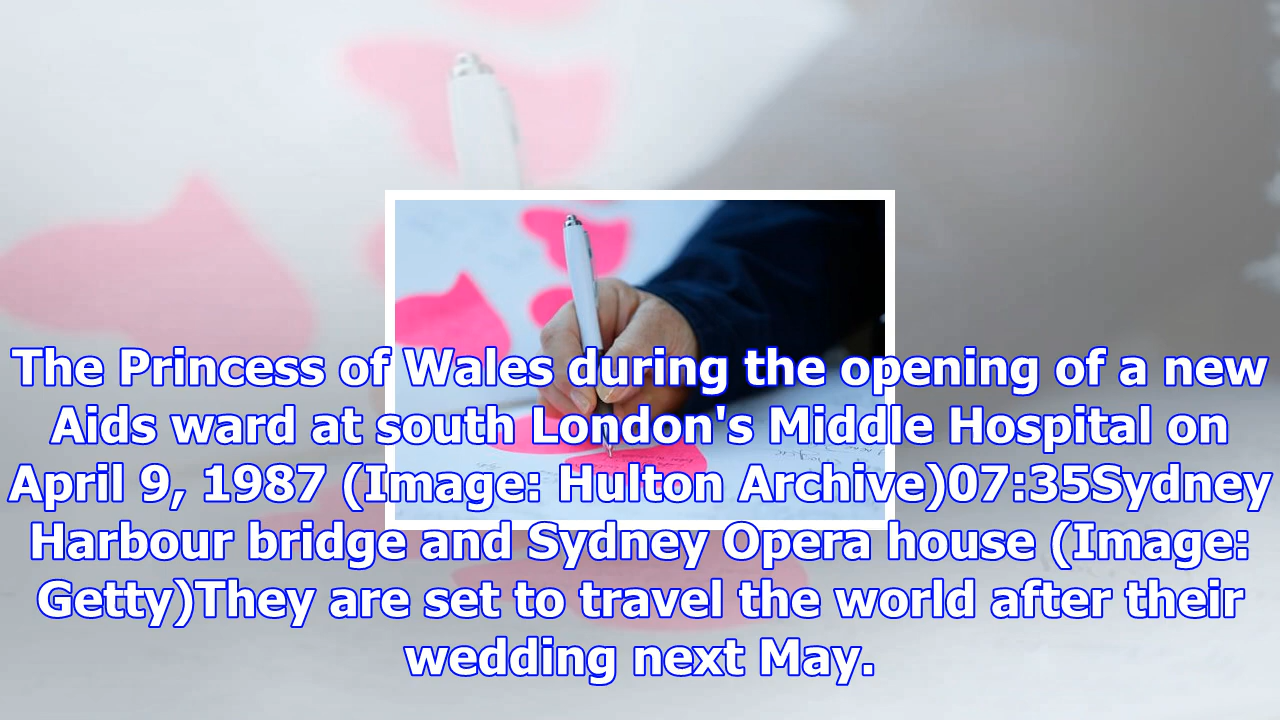 The Princess of Wales during the opening of a new
Aids ward at south London's Middle Hospital on
April 9, 1987 (Image: Hulton Archive)07:35Sydney
Harbour bridge and Sydney Opera house (Image:
Getty)They are set to travel the world after their
wedding next May.